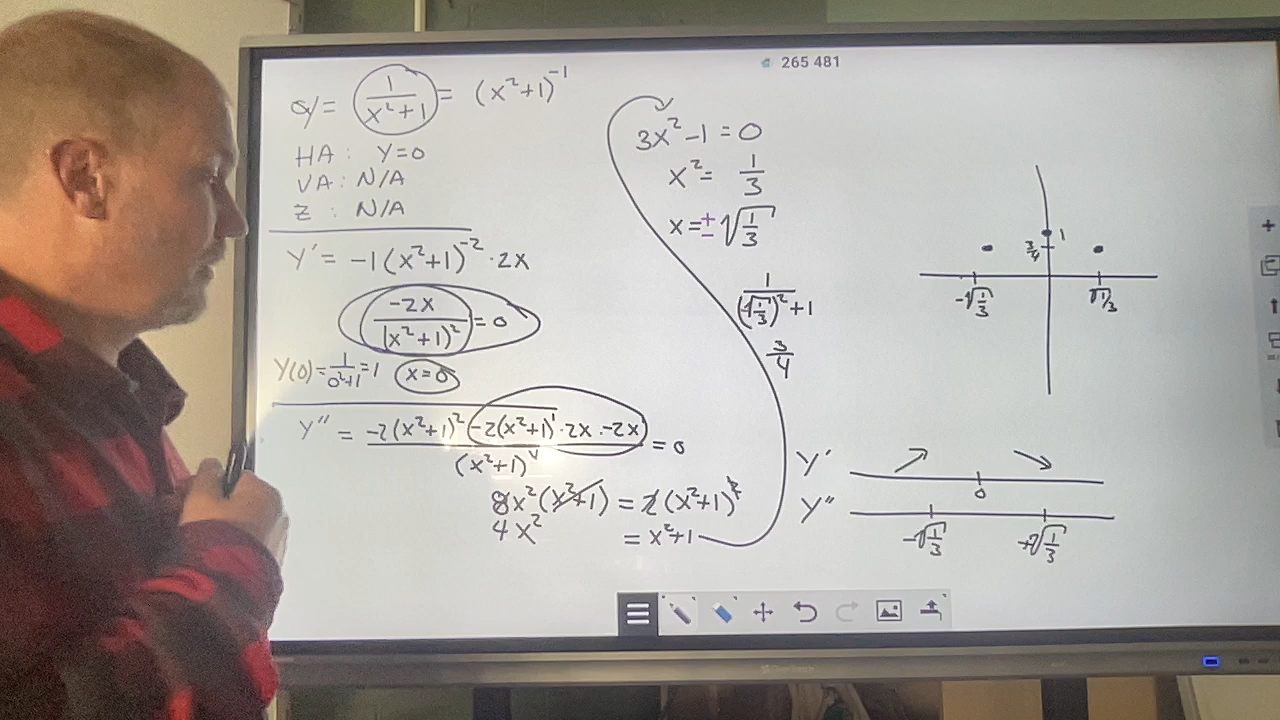 265 481
y = 1/(x²+1) = (x²+1)⁻¹
HA: Y=0
VA: N/A
Z: N/A
Y' = -1(x²+1)⁻²·2x
-2x/(x²+1)² = 0
Y(0) = 1/(0²+1) = 1 x=0
Y'' = (-2(x²+1)² -2(x²+1)¹·2x·-2x)/(x²+1)⁴ = 0
8x²(x²+1) = 2(x²+1)²
4x² = x²+1
3x²-1=0
x² = 1/3
x = ±√(1/3)
1/((√(1/3))²+1)
3/4
1
3/4
-√(1/3) √1/3
Y'
0
Y''
-√(1/3) +√(1/3)